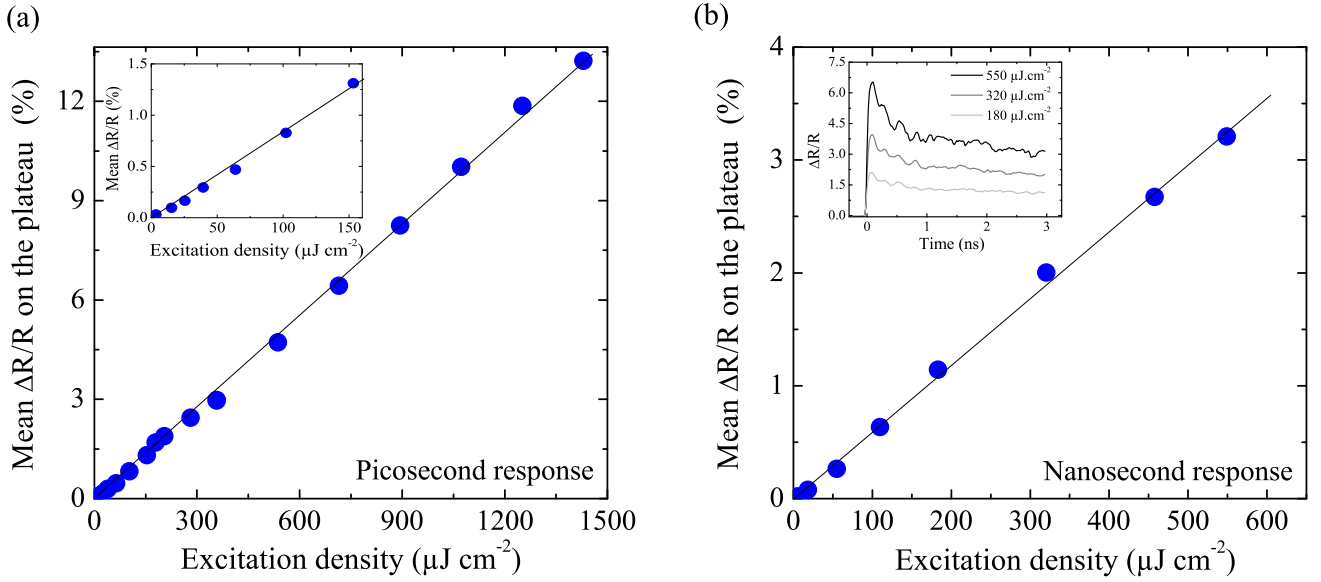 (a)
Mean ΔR/R on the plateau (%)
12
9
6
3
0
0 300 600 900 1200 1500
Excitation density (µJ cm-2)
Picosecond response
Mean ΔR/R (%)
1.5
1.0
0.5
0.0
0 50 100 150
Excitation density (µJ cm-2)
(b)
Mean ΔR/R on the plateau (%)
4
3
2
1
0
0 100 200 300 400 500 600
Excitation density (µJ cm-2)
Nanosecond response
ΔR/R
7.5
6.0
4.5
3.0
1.5
0.0
0 1 2 3
Time (ns)
550 µJ.cm-2
320 µJ.cm-2
180 µJ.cm-2